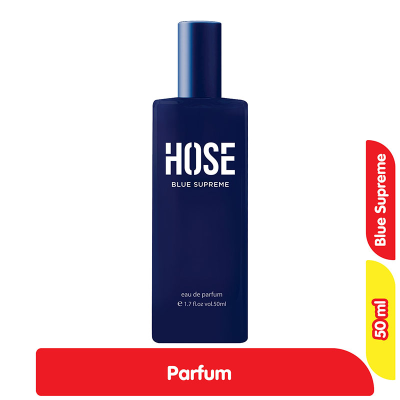 HOSE
BLUE SUPREME
eau de parfum
℮ 1.7 fl.oz vol.50ml
Blue Supreme
50 ml
Parfum